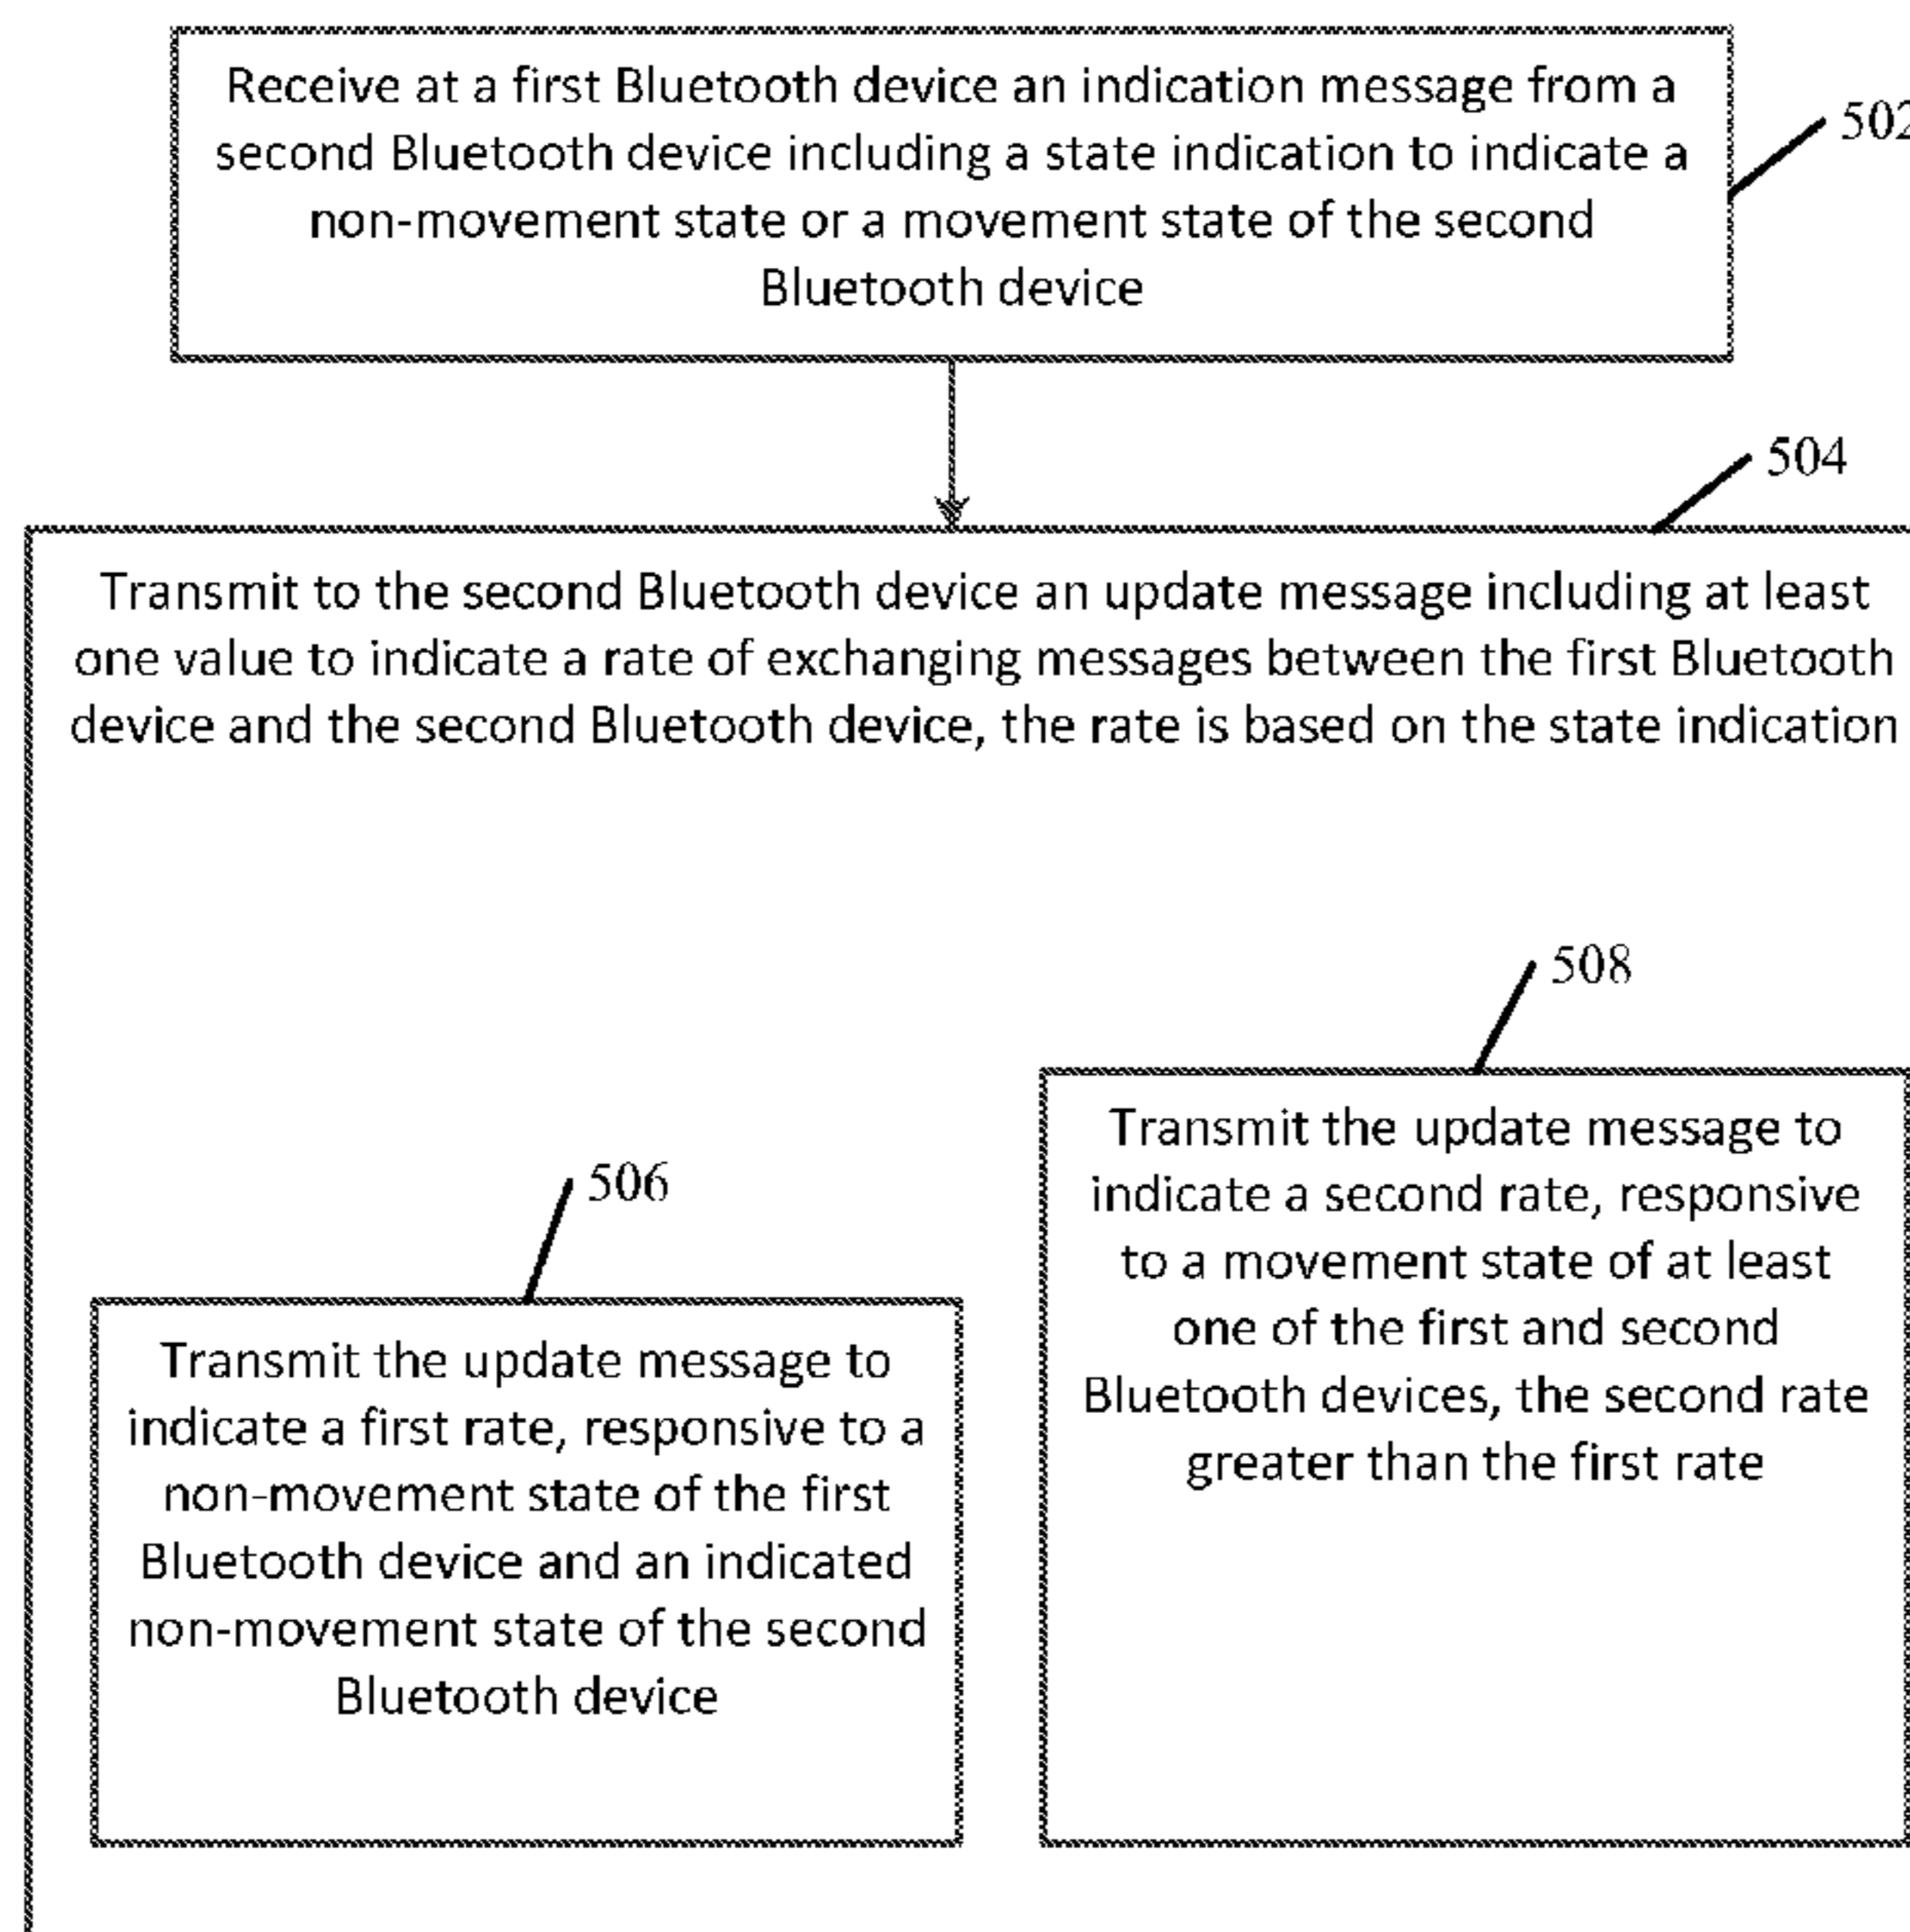 Receive at a first Bluetooth device an indication message from a
second Bluetooth device including a state indication to indicate a
non-movement state or a movement state of the second
Bluetooth device
502
504
Transmit to the second Bluetooth device an update message including at least
one value to indicate a rate of exchanging messages between the first Bluetooth
device and the second Bluetooth device, the rate is based on the state indication
506
Transmit the update message to
indicate a first rate, responsive to a
non-movement state of the first
Bluetooth device and an indicated
non-movement state of the second
Bluetooth device
508
Transmit the update message to
indicate a second rate, responsive
to a movement state of at least
one of the first and second
Bluetooth devices, the second rate
greater than the first rate